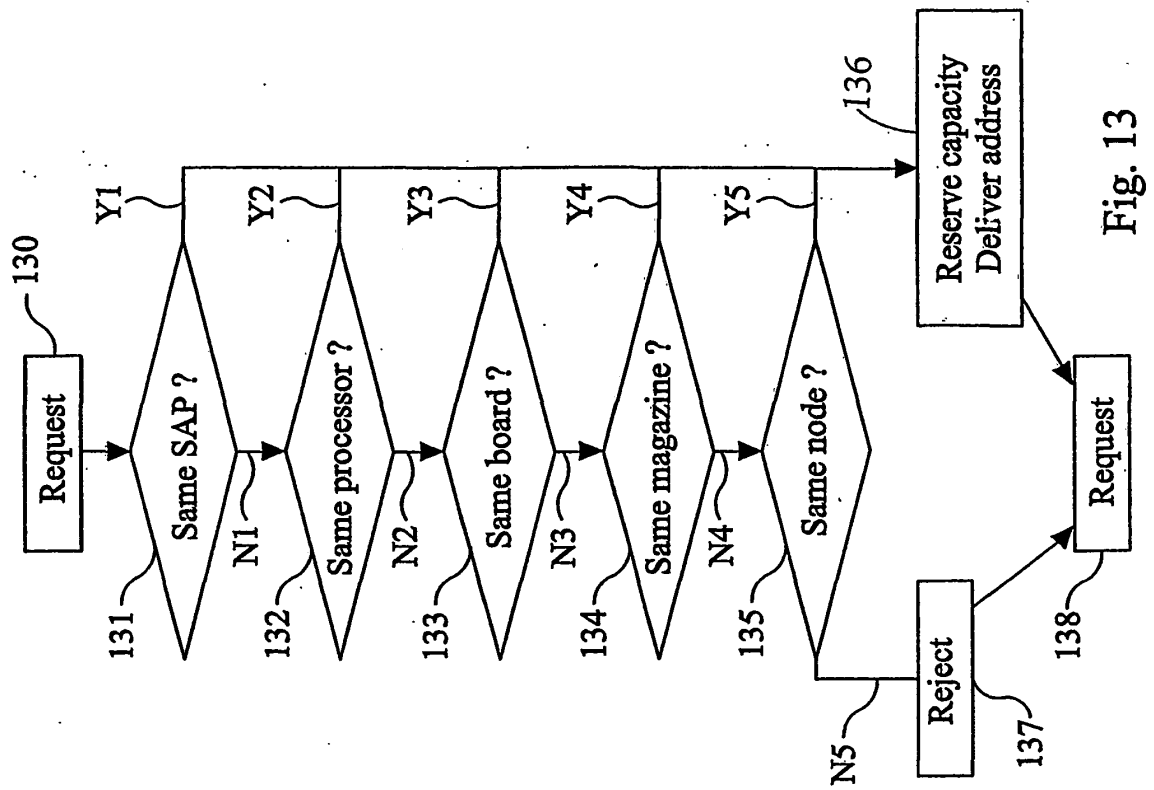 Request
130
Same SAP ?
131
Y1
N1
Same processor ?
132
Y2
N2
Same board ?
133
Y3
N3
Same magazine ?
134
Y4
N4
Same node ?
135
Y5
N5
Reserve capacity
Deliver address
136
Reject
137
Request
138
Fig. 13